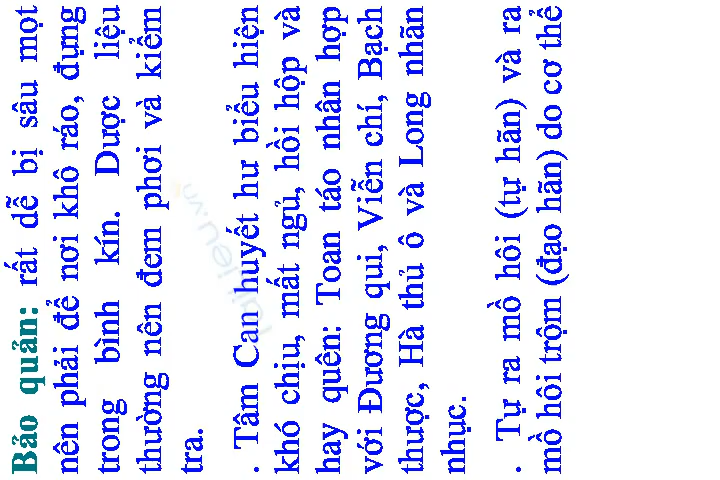 Bảo quản: rất dễ bị sâu mọt
nên phải để nơi khô ráo, đựng
trong bình kín. Dược liệu
thường nên đem phơi và kiểm
tra.
. Tâm Can huyết hư biểu hiện
khó chịu, mất ngủ, hồi hộp và
hay quên: Toan táo nhân hợp
với Đương qui, Viễn chí, Bạch
thược, Hà thủ ô và Long nhãn
nhục.
. Tự ra mồ hôi (tự hãn) và ra
mồ hôi trộm (đạo hãn) do cơ thể